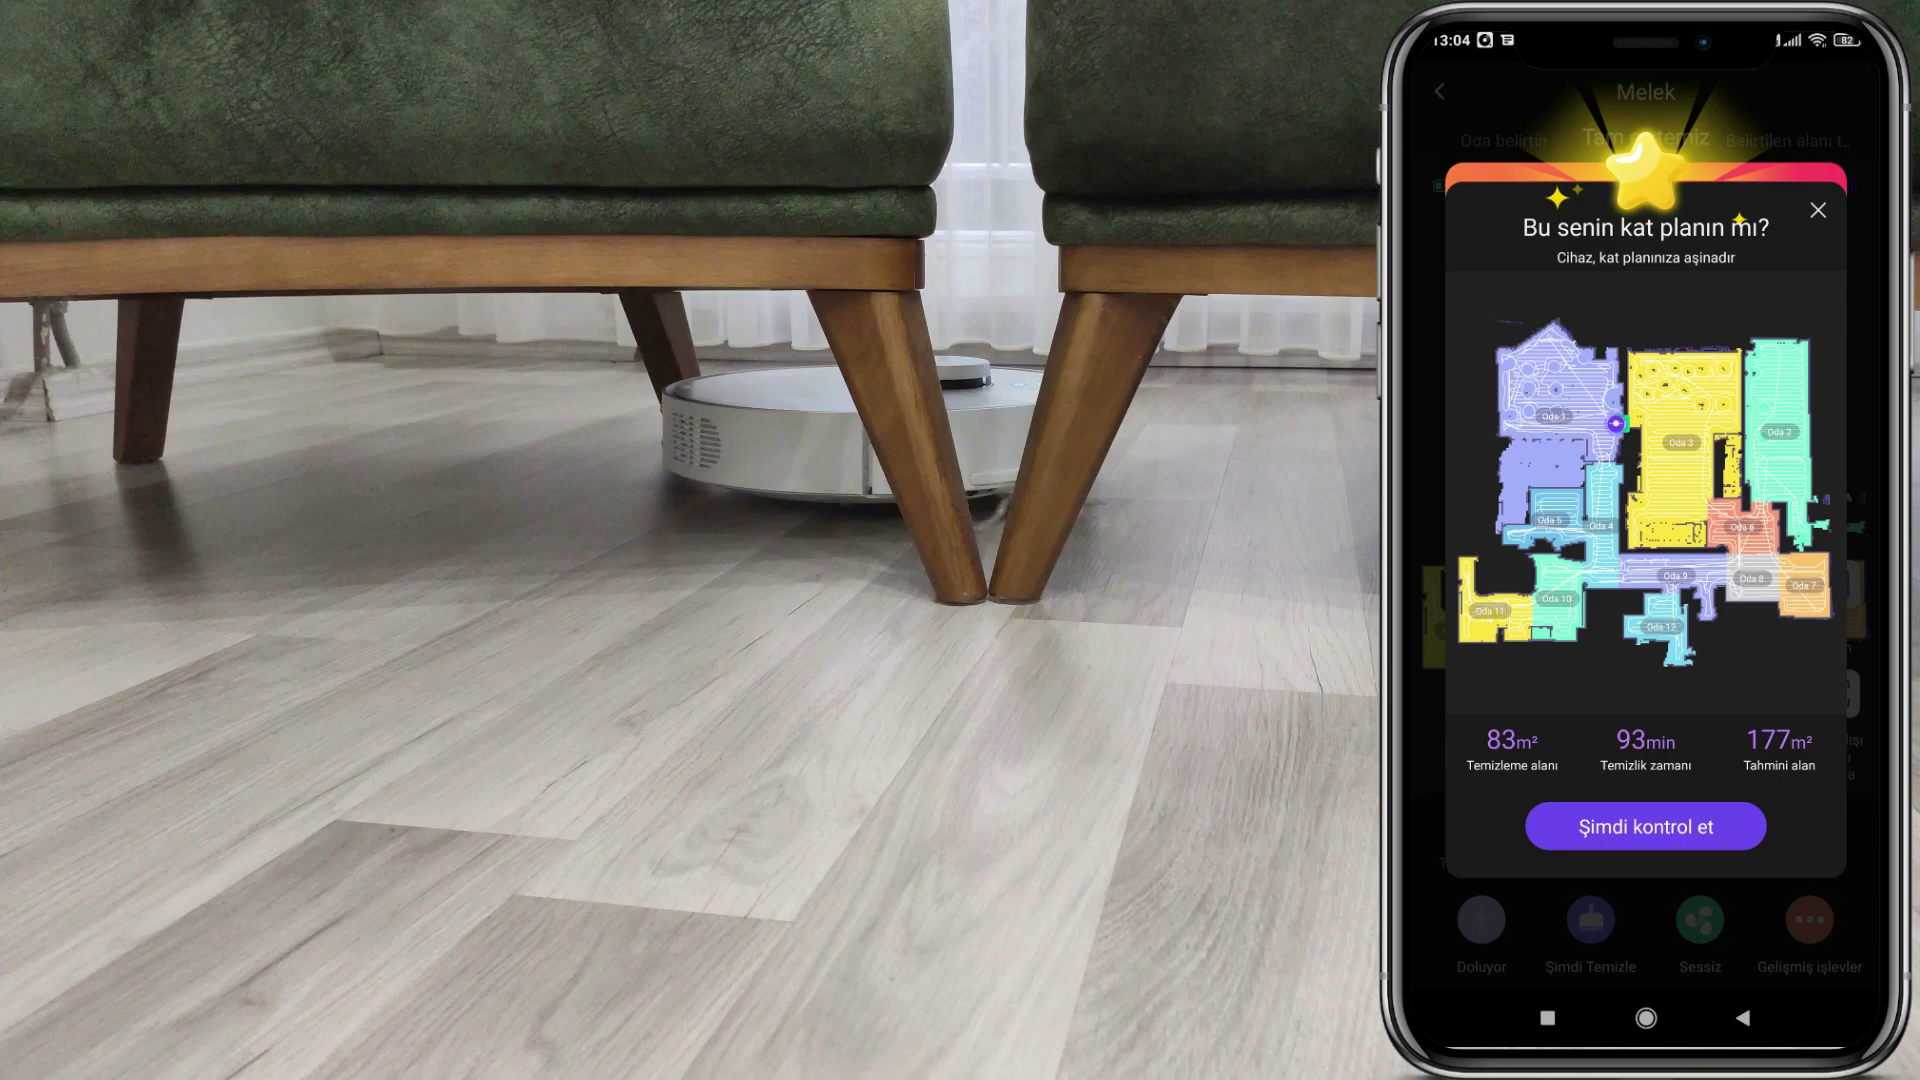 13:04
82
Melek
Oda belirtin
Belirtilen alanı t..
Bu senin kat planın mı?
Cihaz, kat planınıza aşinadır
Oda 1
Oda 2
Oda 3
Oda 5
Oda 4
Oda 6
Oda 9
Oda 8
Oda 7
Oda 10
Oda 11
Oda 12
83m² 93min 177m²
Temizleme alanı Temizlik zamanı Tahmini alan
Şimdi kontrol et
Doluyor Şimdi Temizle Sessiz Gelişmiş işlevler